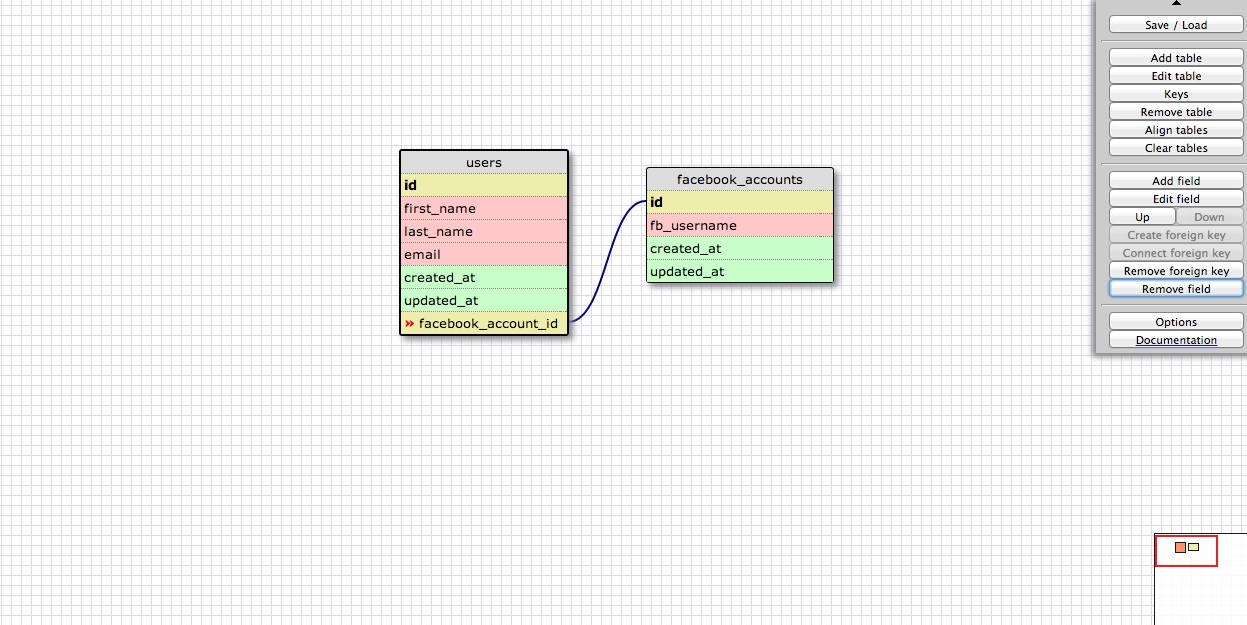 users
id
first_name
last_name
email
created_at
updated_at
» facebook_account_id
facebook_accounts
id
fb_username
created_at
updated_at
Save / Load
Add table
Edit table
Keys
Remove table
Align tables
Clear tables
Add field
Edit field
Up Down
Create foreign key
Connect foreign key
Remove foreign key
Remove field
Options
Documentation